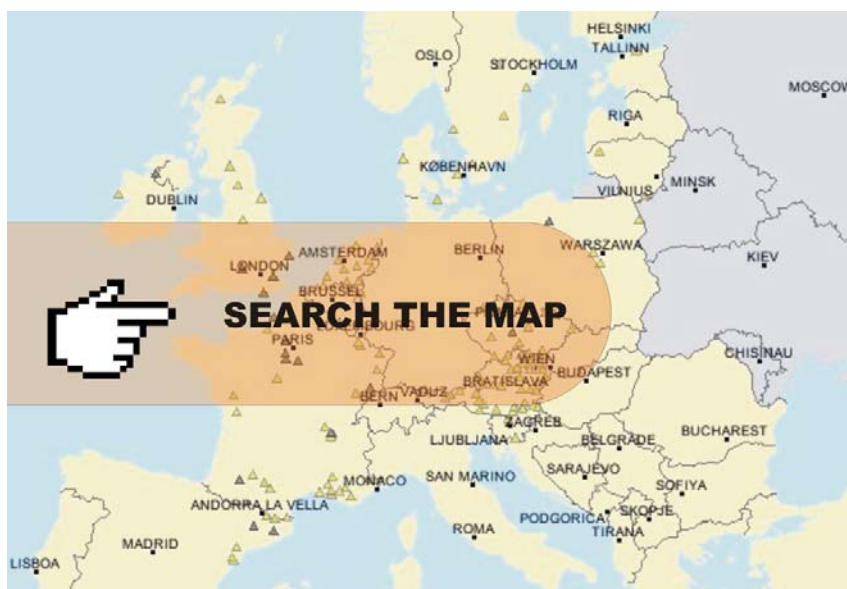 HELSINKI
TALLINN
OSLO
STOCKHOLM
MOSCOW
RIGA
KØBENHAVN
VILNIUS
MINSK
DUBLIN
AMSTERDAM
BERLIN
WARSZAWA
KIEV
LONDON
BRUSSEL
SEARCH THE MAP
PARIS
WIEN
CHISINAU
BUDAPEST
BRATISLAVA
BERN
VADUZ
ZAGREB
LJUBLJANA
BELGRADE
BUCHAREST
MONACO
SAN MARINO
SARAJEVO
SOFIYA
ANDORRA LA VELLA
PODGORICA
SKOPJE
ROMA
TIRANA
MADRID
LISBOA